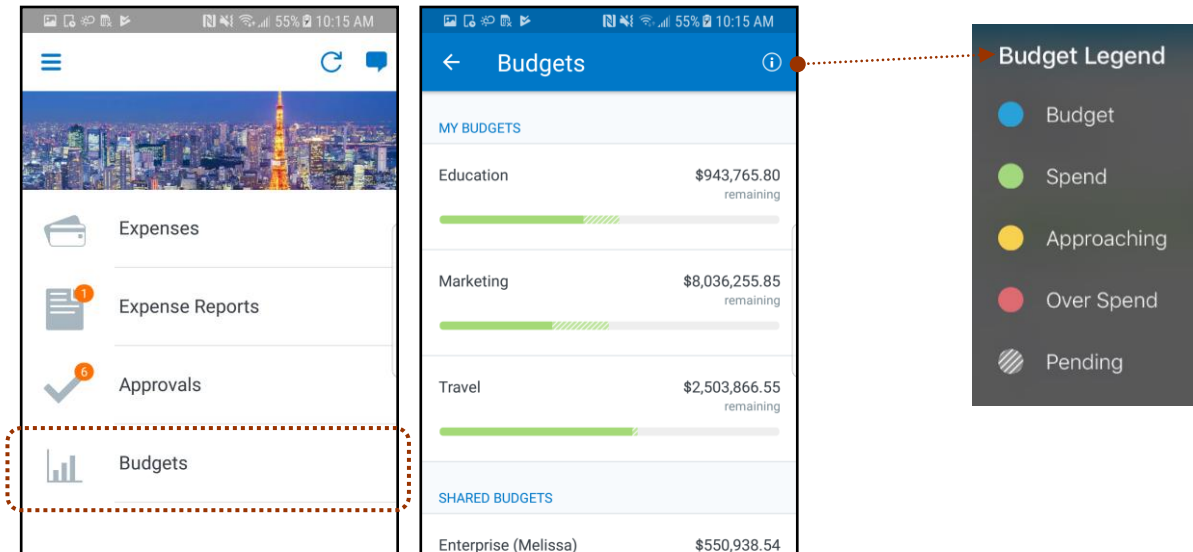 55% 10:15 AM
Expenses
1
Expense Reports
6
Approvals
Budgets
55% 10:15 AM
Budgets
MY BUDGETS
Education $943,765.80
remaining
Marketing $8,036,255.85
remaining
Travel $2,503,866.55
remaining
SHARED BUDGETS
Enterprise (Melissa) $550,938.54
Budget Legend
Budget
Spend
Approaching
Over Spend
Pending